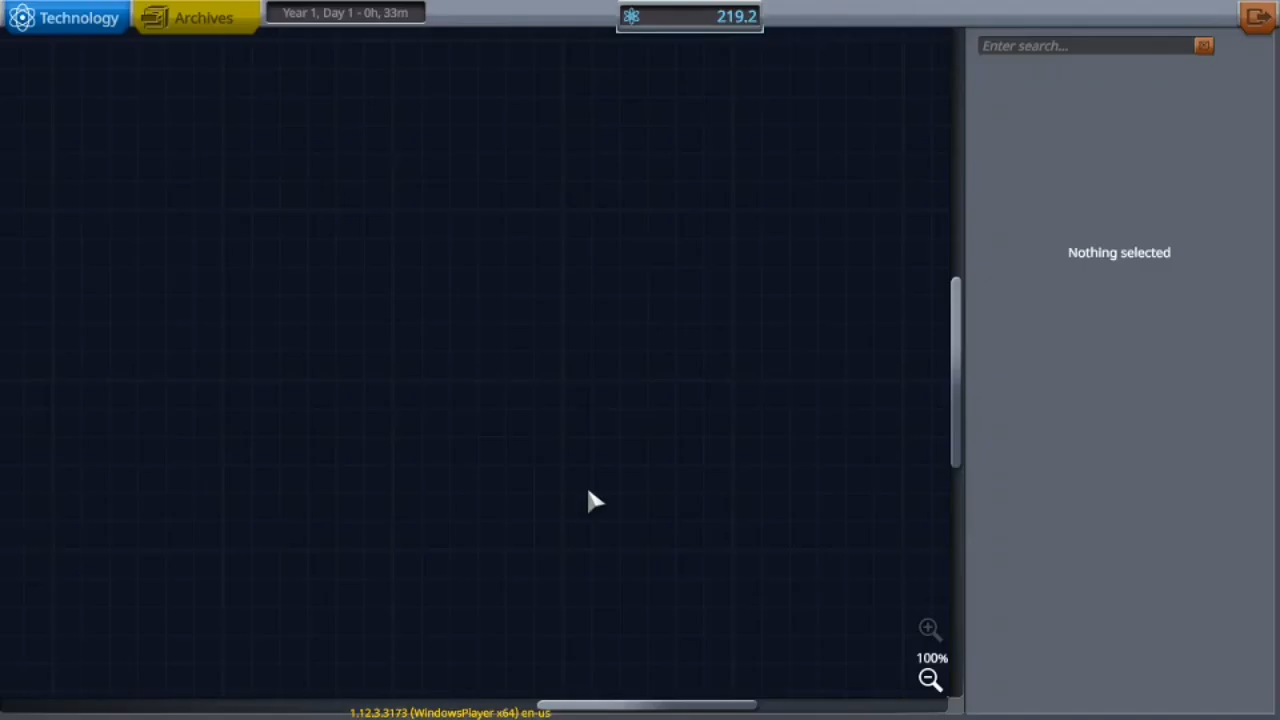 Technology
Archives
Year 1, Day 1 - 0h, 33m
219.2
Enter search...
Nothing selected
100%
1.12.3.3173 (WindowsPlayer x64) en-us